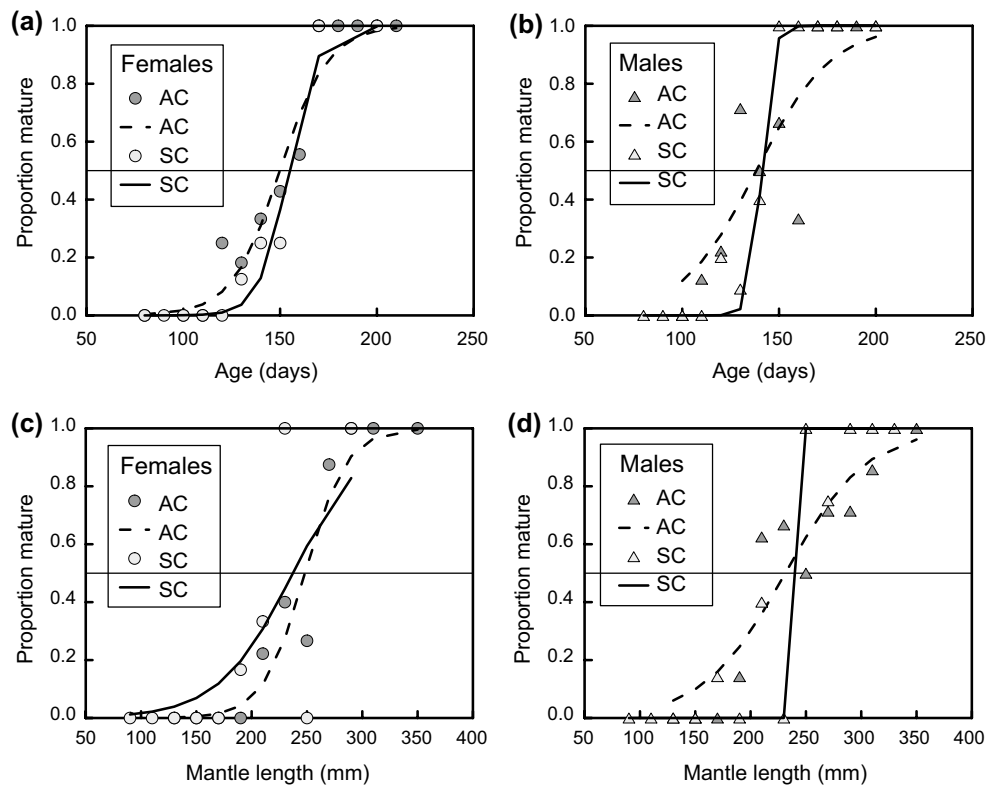 (a)
1.0
0.8
0.6
0.4
0.2
0.0
Proportion mature
Females
AC
AC
SC
SC
50
100
150
200
250
Age (days)
(b)
1.0
0.8
0.6
0.4
0.2
0.0
Proportion mature
Males
AC
AC
SC
SC
50
100
150
200
250
Age (days)
(c)
1.0
0.8
0.6
0.4
0.2
0.0
Proportion mature
Females
AC
AC
SC
SC
50
100
150
200
250
300
350
400
Mantle length (mm)
(d)
1.0
0.8
0.6
0.4
0.2
0.0
Proportion mature
Males
AC
AC
SC
SC
50
100
150
200
250
300
350
400
Mantle length (mm)